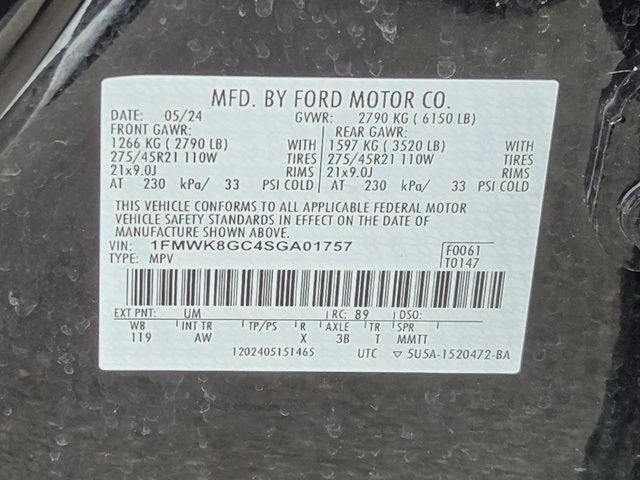 MFD. BY FORD MOTOR CO.
DATE: 05/24 GVWR: 2790 KG ( 6150 LB)
FRONT GAWR: REAR GAWR:
1266 KG ( 2790 LB) WITH 1597 KG ( 3520 LB) WITH
275/45R21 110W TIRES 275/45R21 110W TIRES
21x9.0J RIMS 21x9.0J RIMS
AT 230 kPa/ 33 PSI COLD AT 230 kPa/ 33 PSI COLD
THIS VEHICLE CONFORMS TO ALL APPLICABLE FEDERAL MOTOR
VEHICLE SAFETY STANDARDS IN EFFECT ON THE DATE OF
MANUFACTURE SHOWN ABOVE.
VIN: 1FMWK8GC4SGA01757 F0061
TYPE: MPV T0147
EXT PNT: UM RC: 89 DSO:
WB INT TR TP/PS R AXLE TR SPR
119 AW X 3B T MMTT
1202405151465 UTC ▽ 5U5A-1520472-BA